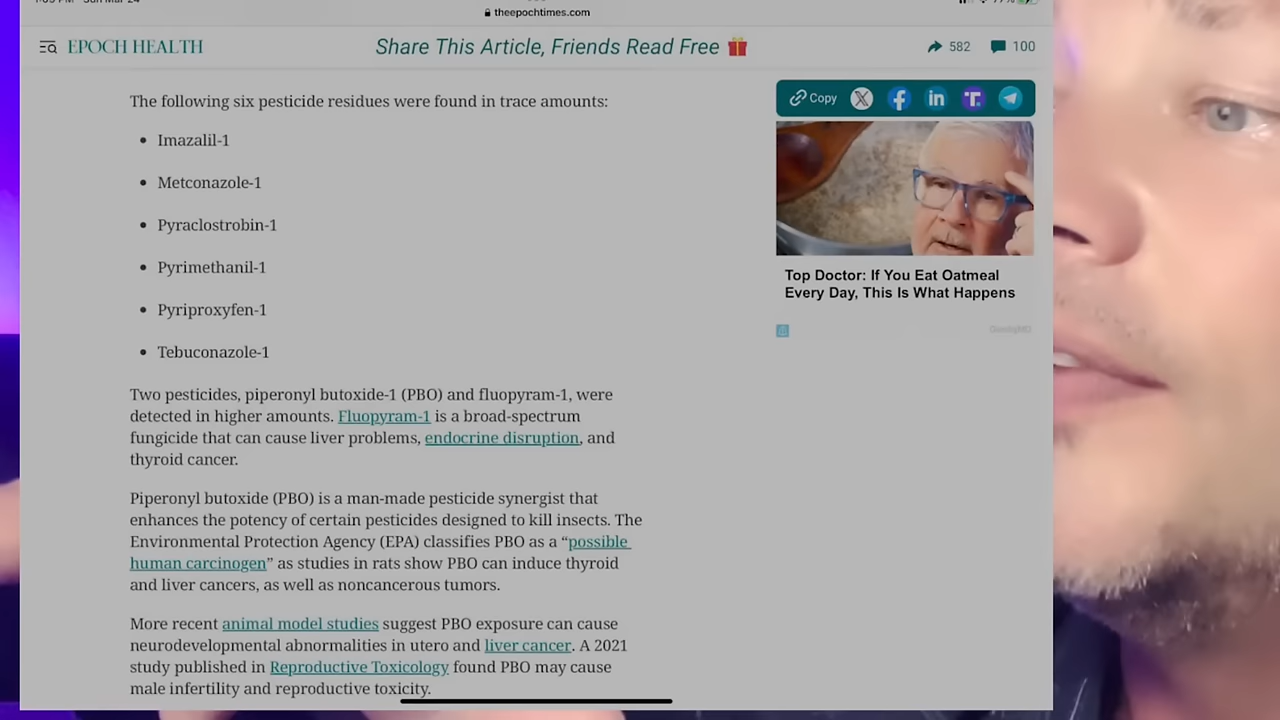 theepochtimes.com
EPOCH HEALTH
Share This Article, Friends Read Free
582
100
The following six pesticide residues were found in trace amounts:
Imazalil-1
Metconazole-1
Pyraclostrobin-1
Pyrimethanil-1
Pyriproxyfen-1
Tebuconazole-1
Two pesticides, piperonyl butoxide-1 (PBO) and fluopyram-1, were
detected in higher amounts. Fluopyram-1 is a broad-spectrum
fungicide that can cause liver problems, endocrine disruption, and
thyroid cancer.
Piperonyl butoxide (PBO) is a man-made pesticide synergist that
enhances the potency of certain pesticides designed to kill insects. The
Environmental Protection Agency (EPA) classifies PBO as a “possible
human carcinogen” as studies in rats show PBO can induce thyroid
and liver cancers, as well as noncancerous tumors.
More recent animal model studies suggest PBO exposure can cause
neurodevelopmental abnormalities in utero and liver cancer. A 2021
study published in Reproductive Toxicology found PBO may cause
male infertility and reproductive toxicity.
Copy
Top Doctor: If You Eat Oatmeal
Every Day, This Is What Happens